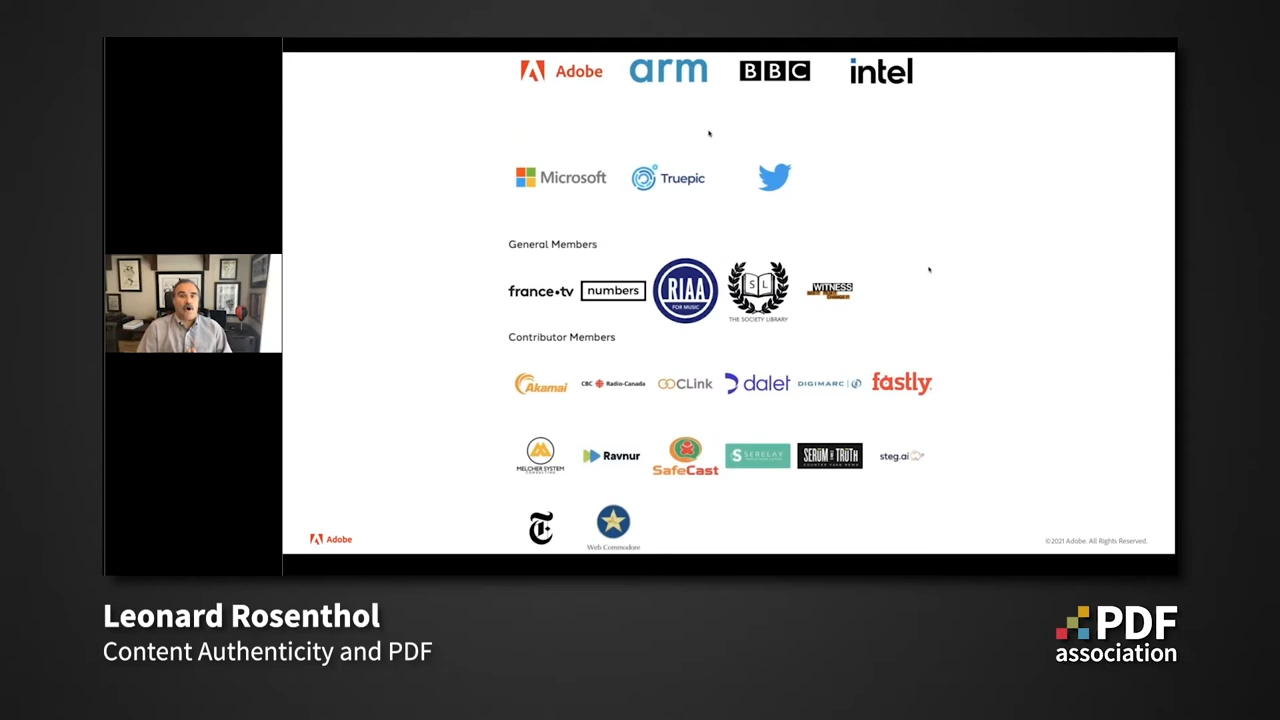 Adobe arm BBC intel
Microsoft Truepic
General Members
france•tv numbers RIAA FOR MUSIC S L THE SOCIETY LIBRARY WITNESS
Contributor Members
Akamai CBC Radio-Canada CLink dalet DIGIMARC fastly
MELCHER SYSTEM CONSULTING Ravnur SafeCast SERELAY SERUM OF TRUTH steg.ai
T Web Commodore
Adobe ©2021 Adobe. All Rights Reserved.
Leonard Rosenthol
Content Authenticity and PDF
PDF
association